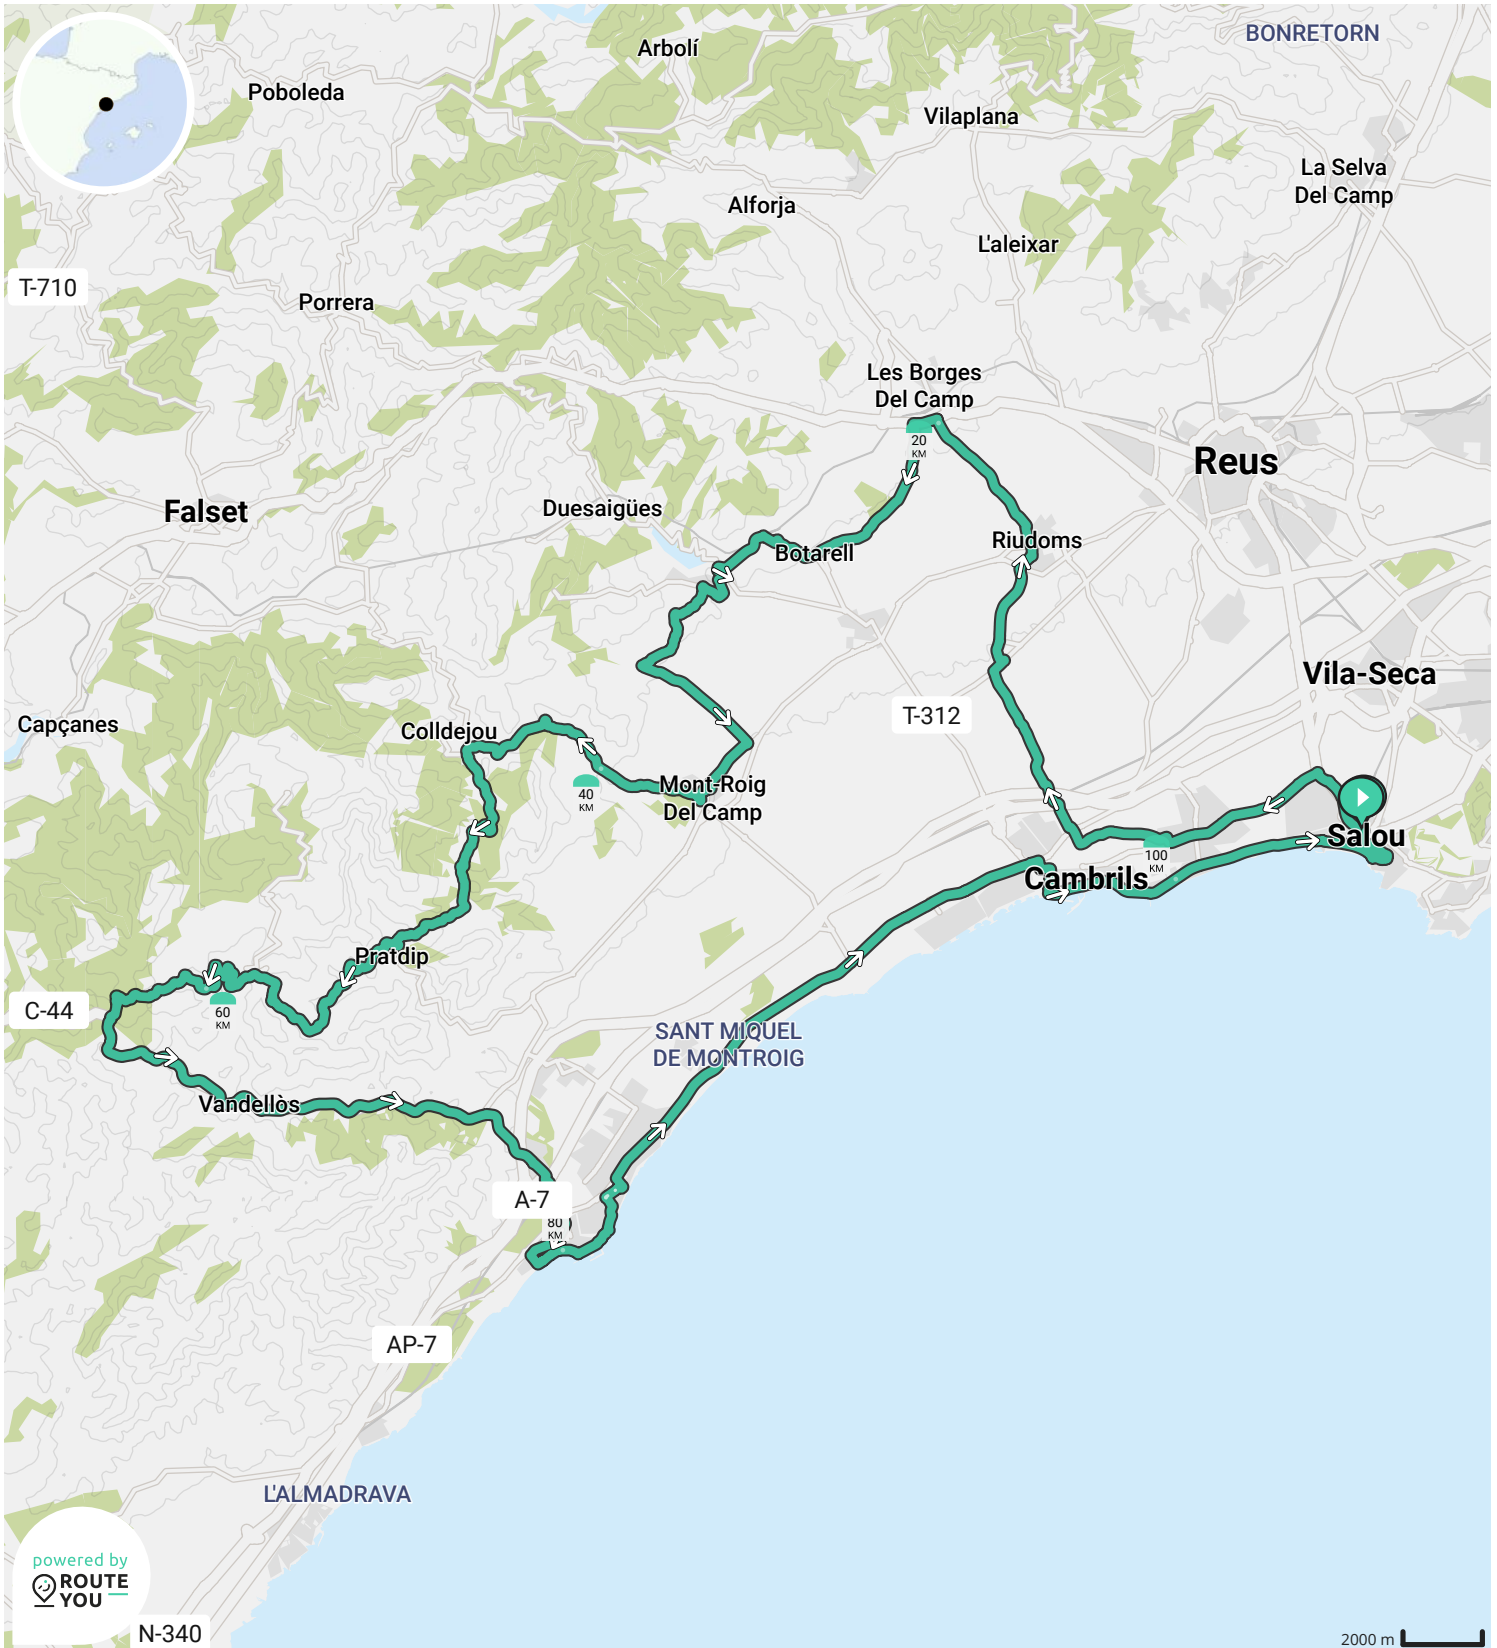 BONRETORN
Arbolí
Poboleda
Vilaplana
La Selva
Del Camp
Alforja
L'aleixar
T-710
Porrera
Les Borges
Del Camp
20
KM
Reus
Falset
Duesaigües
Riudoms
Botarell
Vila-Seca
T-312
Capçanes
Colldejou
Mont-Roig
Del Camp
40
KM
Salou
100
KM
Cambrils
Pratdip
C-44
60
KM
SANT MIQUEL
DE MONTROIG
Vandellòs
A-7
80
KM
AP-7
L'ALMADRAVA
powered by
ROUTE
YOU
N-340
2000 m